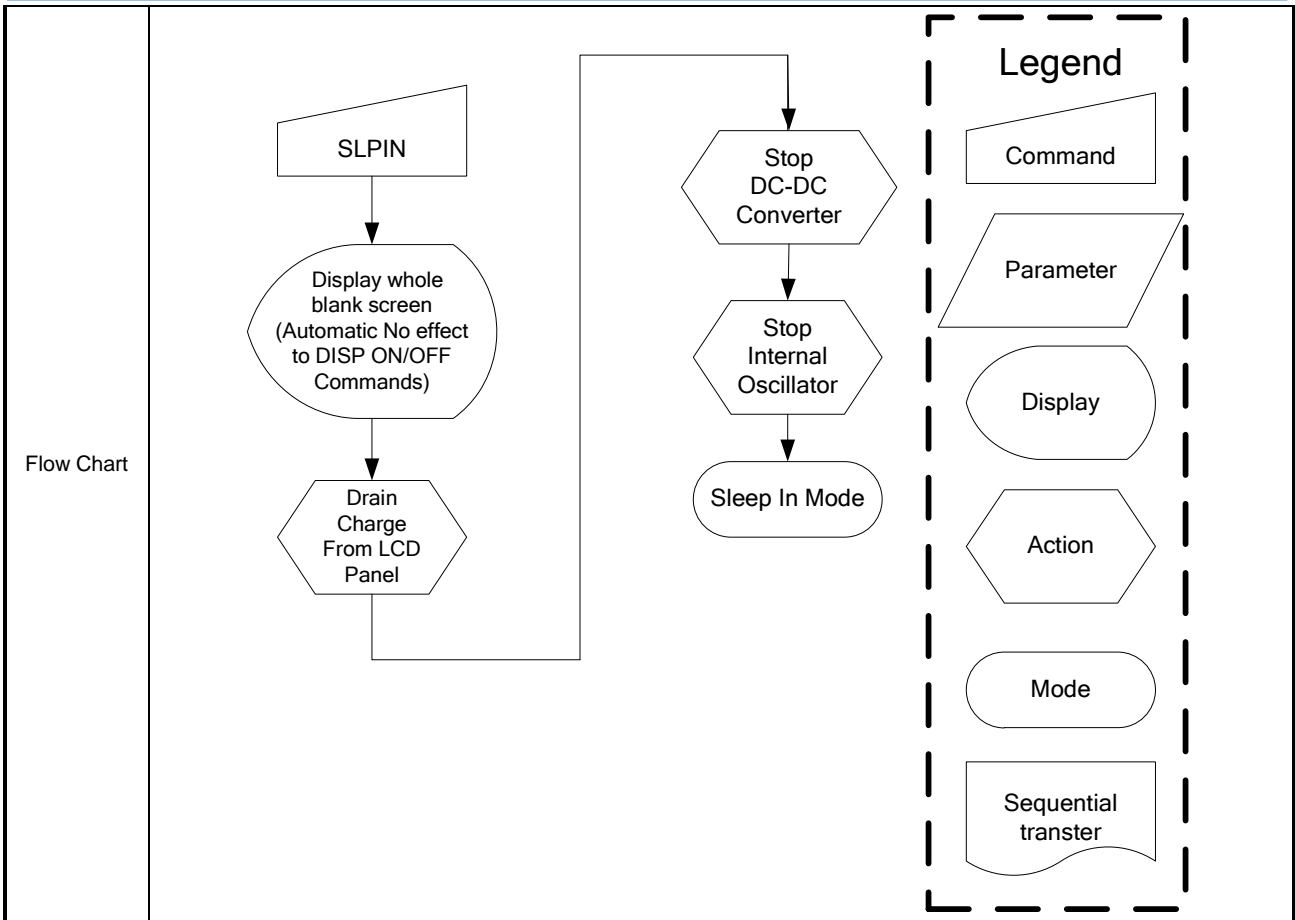 Flow Chart
SLPIN
Display whole
blank screen
(Automatic No effect
to DISP ON/OFF
Commands)
Drain
Charge
From LCD
Panel
Stop
DC-DC
Converter
Stop
Internal
Oscillator
Sleep In Mode
Legend
Command
Parameter
Display
Action
Mode
Sequential
transter